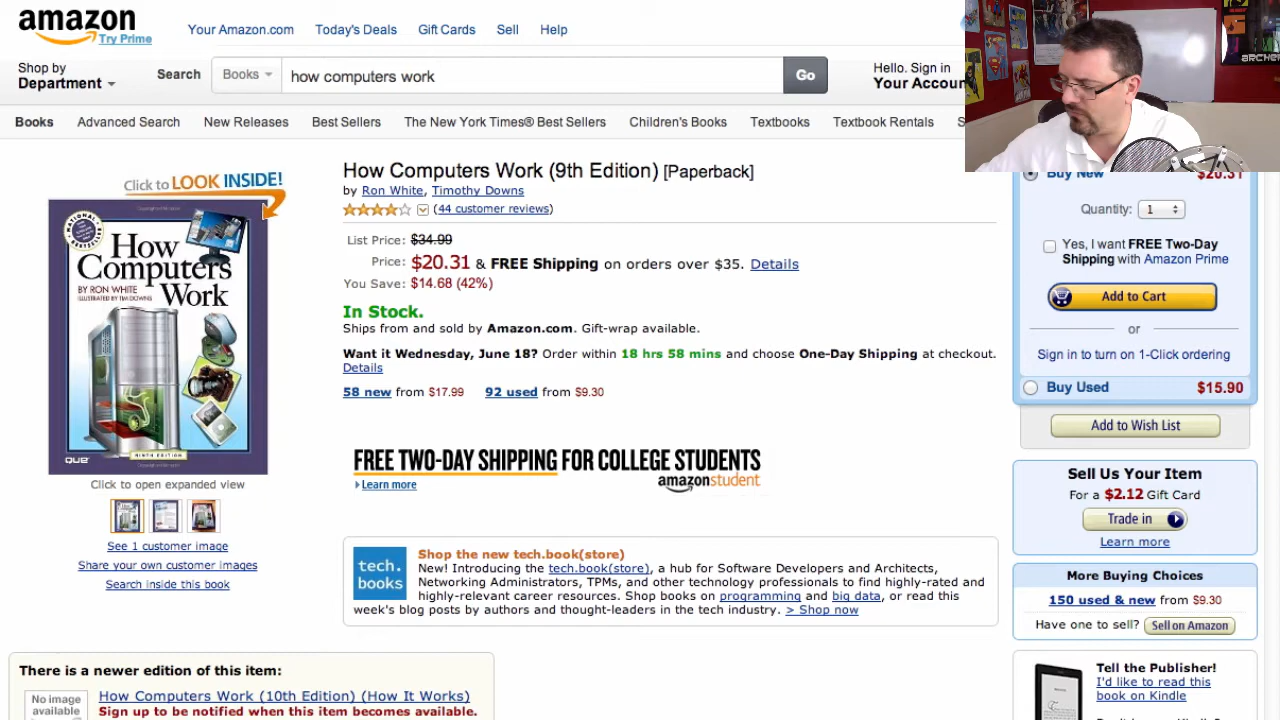 amazon
Try Prime
Your Amazon.com Today's Deals Gift Cards Sell Help
Shop by
Department
Search Books how computers work Go
Hello. Sign in
Your Accoun
Books Advanced Search New Releases Best Sellers The New York Times® Best Sellers Children's Books Textbooks Textbook Rentals S
ARCHER
Click to LOOK INSIDE!
NATIONAL
BESTSELLER
How
Computers
Work
BY RON WHITE
ILLUSTRATED BY TIM DOWNS
QUE
NINTH EDITION
Click to open expanded view
See 1 customer image
Share your own customer images
Search inside this book
How Computers Work (9th Edition) [Paperback]
by Ron White, Timothy Downs
(44 customer reviews)
List Price: $34.99
Price: $20.31 & FREE Shipping on orders over $35. Details
You Save: $14.68 (42%)
In Stock.
Ships from and sold by Amazon.com. Gift-wrap available.
Want it Wednesday, June 18? Order within 18 hrs 58 mins and choose One-Day Shipping at checkout.
Details
58 new from $17.99 92 used from $9.30
FREE TWO-DAY SHIPPING FOR COLLEGE STUDENTS
Learn more
amazonstudent
tech.
books
Shop the new tech.book(store)
New! Introducing the tech.book(store), a hub for Software Developers and Architects,
Networking Administrators, TPMs, and other technology professionals to find highly-rated and
highly-relevant career resources. Shop books on programming and big data, or read this
week's blog posts by authors and thought-leaders in the tech industry. > Shop now
There is a newer edition of this item:
No image
available
How Computers Work (10th Edition) (How It Works)
Sign up to be notified when this item becomes available.
Buy New $20.31
Quantity: 1
Yes, I want FREE Two-Day
Shipping with Amazon Prime
Add to Cart
or
Sign in to turn on 1-Click ordering
Buy Used $15.90
Add to Wish List
Sell Us Your Item
For a $2.12 Gift Card
Trade in
Learn more
More Buying Choices
150 used & new from $9.30
Have one to sell? Sell on Amazon
Tell the Publisher!
I'd like to read this
book on Kindle